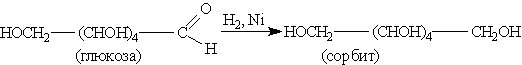 O
HOCH₂—(CHOH)₄—C H₂, Ni HOCH₂—(CHOH)₄—CH₂OH
H
(глюкоза) (сорбит)